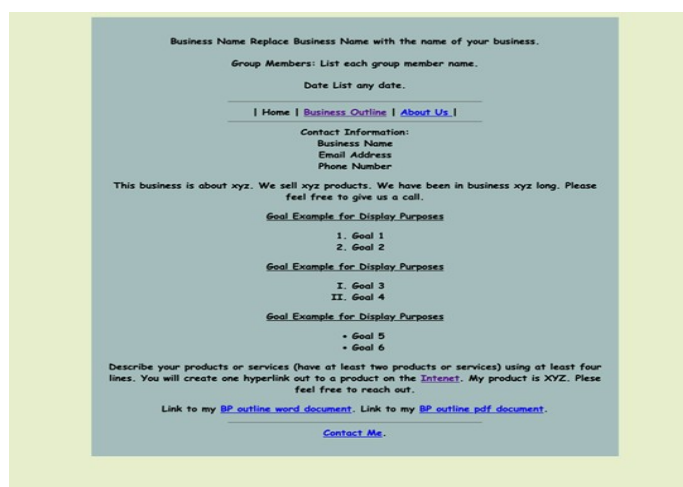 Business Name Replace Business Name with the name of your business.
Group Members: List each group member name.
Date List any date.
| Home | Business Outline | About Us |
Contact Information:
Business Name
Email Address
Phone Number
This business is about xyz. We sell xyz products. We have been in business xyz long. Please
feel free to give us a call.
Goal Example for Display Purposes
1. Goal 1
2. Goal 2
Goal Example for Display Purposes
I. Goal 3
II. Goal 4
Goal Example for Display Purposes
• Goal 5
• Goal 6
Describe your products or services (have at least two products or services) using at least four
lines. You will create one hyperlink out to a product on the Intenet. My product is XYZ. Plese
feel free to reach out.
Link to my BP outline word document. Link to my BP outline pdf document.
Contact Me.